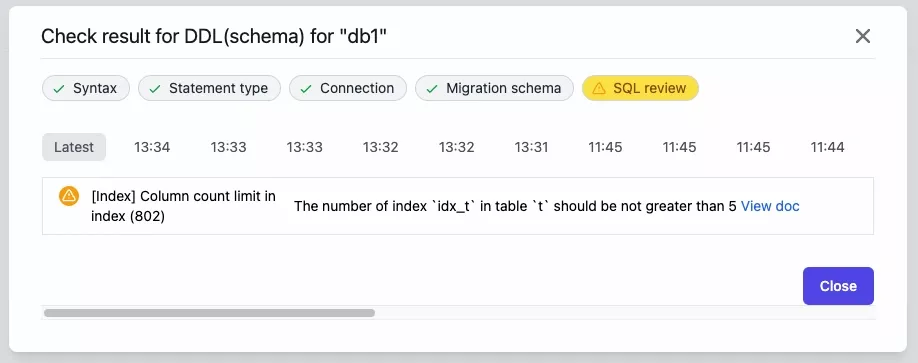 Check result for DDL(schema) for "db1"
Syntax
Statement type
Connection
Migration schema
SQL review
Latest 13:34 13:33 13:33 13:32 13:32 13:31 11:45 11:45 11:45 11:44
[Index] Column count limit in
index (802)
The number of index `idx_t` in table `t` should be not greater than 5 View doc
Close